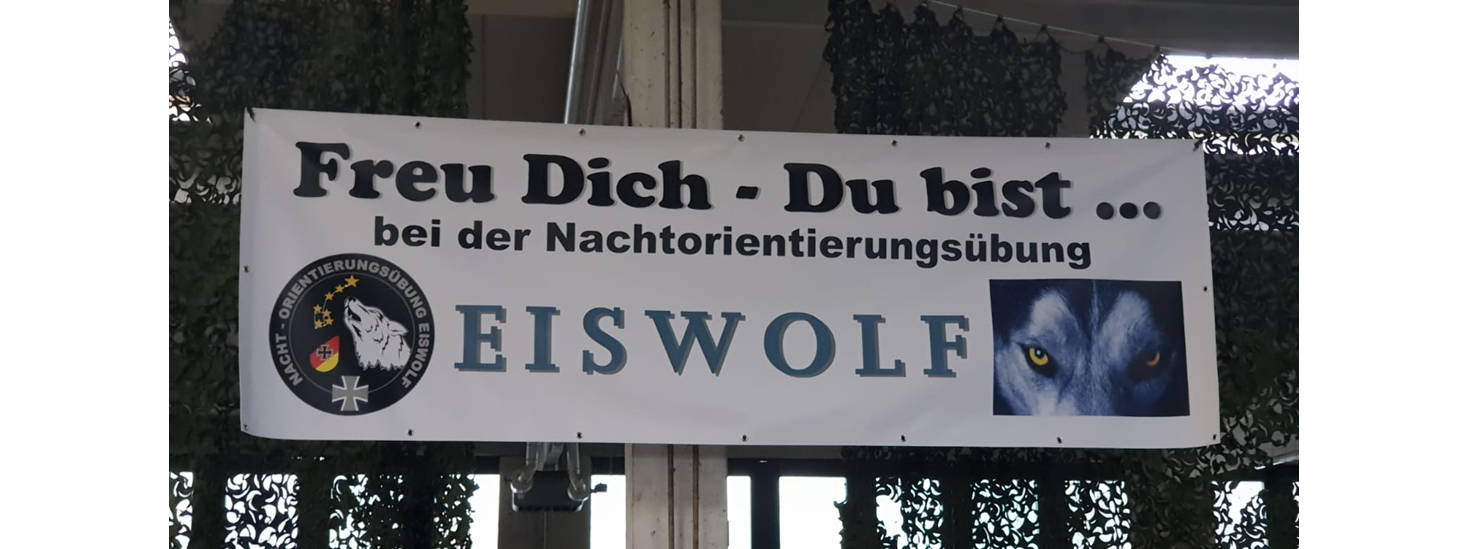 Freu Dich - Du bist ...
bei der Nachtorientierungsübung
NACHT - ORIENTIERUNGSÜBUNG EISWOLF
EISWOLF